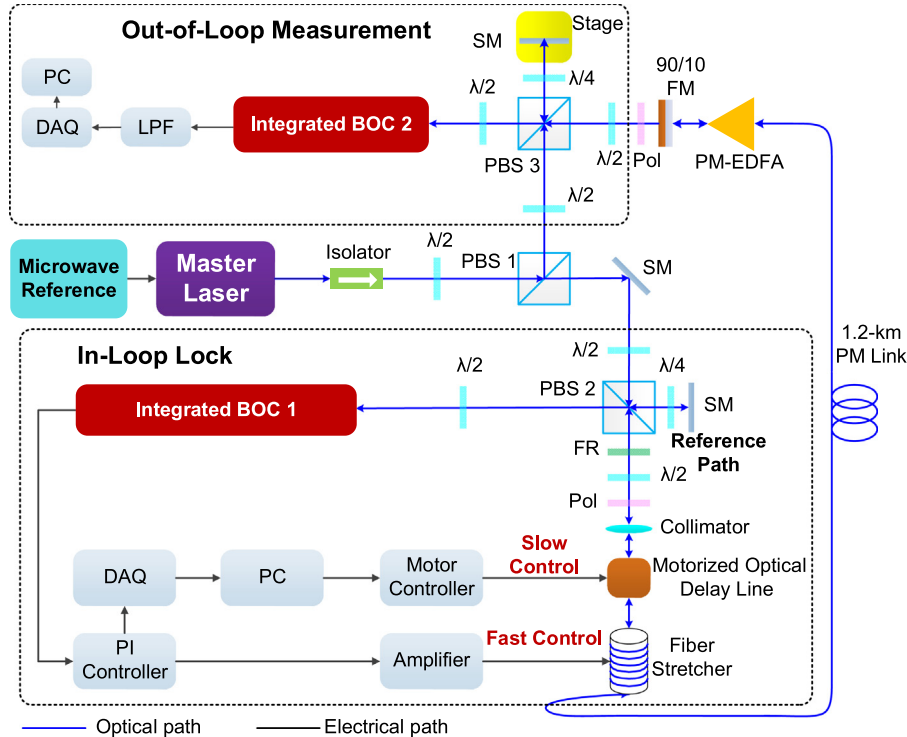 Out-of-Loop Measurement
SM
Stage
90/10
FM
PC
λ/2
λ/4
DAQ
LPF
Integrated BOC 2
PBS 3
λ/2
Pol
PM-EDFA
λ/2
Microwave
Reference
Master
Laser
Isolator
λ/2
PBS 1
SM
1.2-km
PM Link
In-Loop Lock
λ/2
λ/2
λ/4
PBS 2
Integrated BOC 1
SM
Reference
Path
FR
λ/2
Pol
Collimator
DAQ
PC
Motor
Controller
Slow
Control
Motorized Optical
Delay Line
PI
Controller
Amplifier
Fast Control
Fiber
Stretcher
Optical path
Electrical path